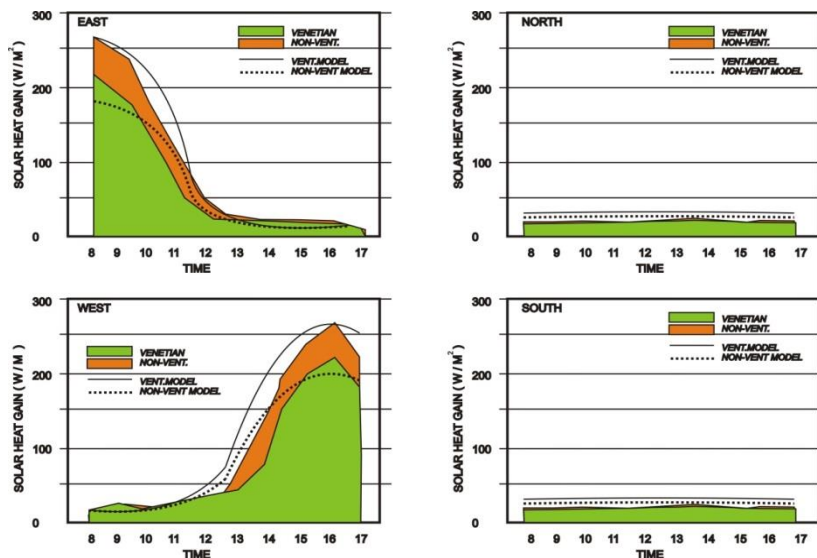 EAST
SOLAR HEAT GAIN ( W / M²)
300
200
100
0
VENETIAN
NON-VENT.
VENT.MODEL
NON-VENT MODEL
8 9 10 11 12 13 14 15 16 17
TIME
NORTH
SOLAR HEAT GAIN ( W / M²)
300
200
100
0
VENETIAN
NON-VENT.
VENT.MODEL
NON-VENT MODEL
8 9 10 11 12 13 14 15 16 17
TIME
WEST
SOLAR HEAT GAIN ( W / M )
300
200
100
0
VENETIAN
NON-VENT.
VENT.MODEL
NON-VENT MODEL
8 9 10 11 12 13 14 15 16 17
TIME
SOUTH
SOLAR HEAT GAIN ( W / M²)
300
200
100
0
VENETIAN
NON-VENT.
VENT.MODEL
NON-VENT MODEL
8 9 10 11 12 13 14 15 16 17
TIME